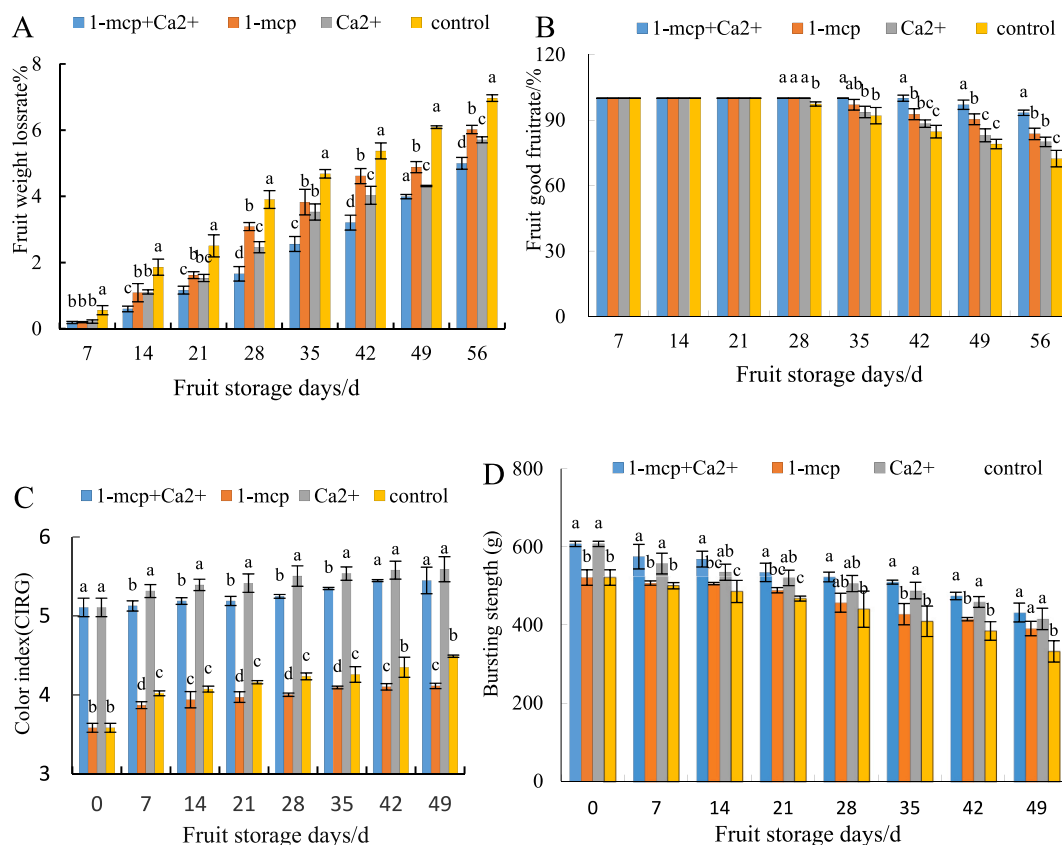 A
1-mcp+Ca2+ 1-mcp Ca2+ control
Fruit weight lossrate%
8
6
4
2
0
b b b a
c b b a
c b bc a
d b c a
c b b a
d b c a
a b c a
d b c a
7 14 21 28 35 42 49 56
Fruit storage days/d
B
1-mcp+Ca2+ 1-mcp Ca2+ control
Fruit good fruitrate/%
120
90
60
30
0
a a a b
a ab b b
a b bc c
a b c c
a b b c
7 14 21 28 35 42 49 56
Fruit storage days/d
C
1-mcp+Ca2+ 1-mcp Ca2+ control
Color index(CIRG)
6
5
4
3
a b a b
b d a c
b c a c
b d a c
b d a c
b d a c
a c a b
a c a b
0 7 14 21 28 35 42 49
Fruit storage days/d
D
1-mcp+Ca2+ 1-mcp Ca2+ control
Bursting stength (g)
800
600
400
200
0
a b a b
a b a b
a bc ab b
a bc ab c
a ab a b
a b a b
a b a b
a a a b
0 7 14 21 28 35 42 49
Fruit storage days/d